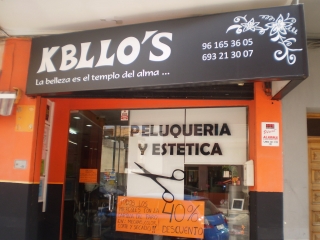 KBLLO'S
La belleza es el templo del alma ...
96 165 36 05
693 21 30 07
PELUQUERIA
Y ESTETICA
40%
DESCUENTO